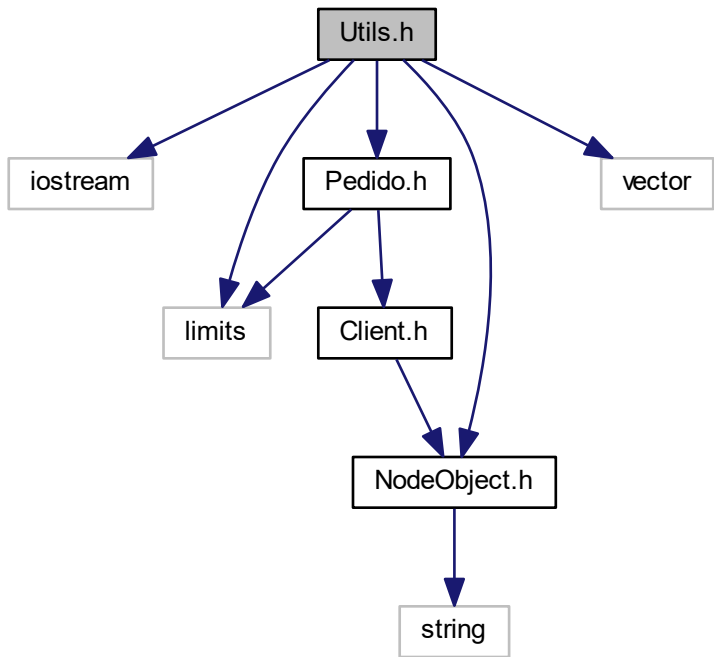 Utils.h
iostream
Pedido.h
vector
limits
Client.h
NodeObject.h
string